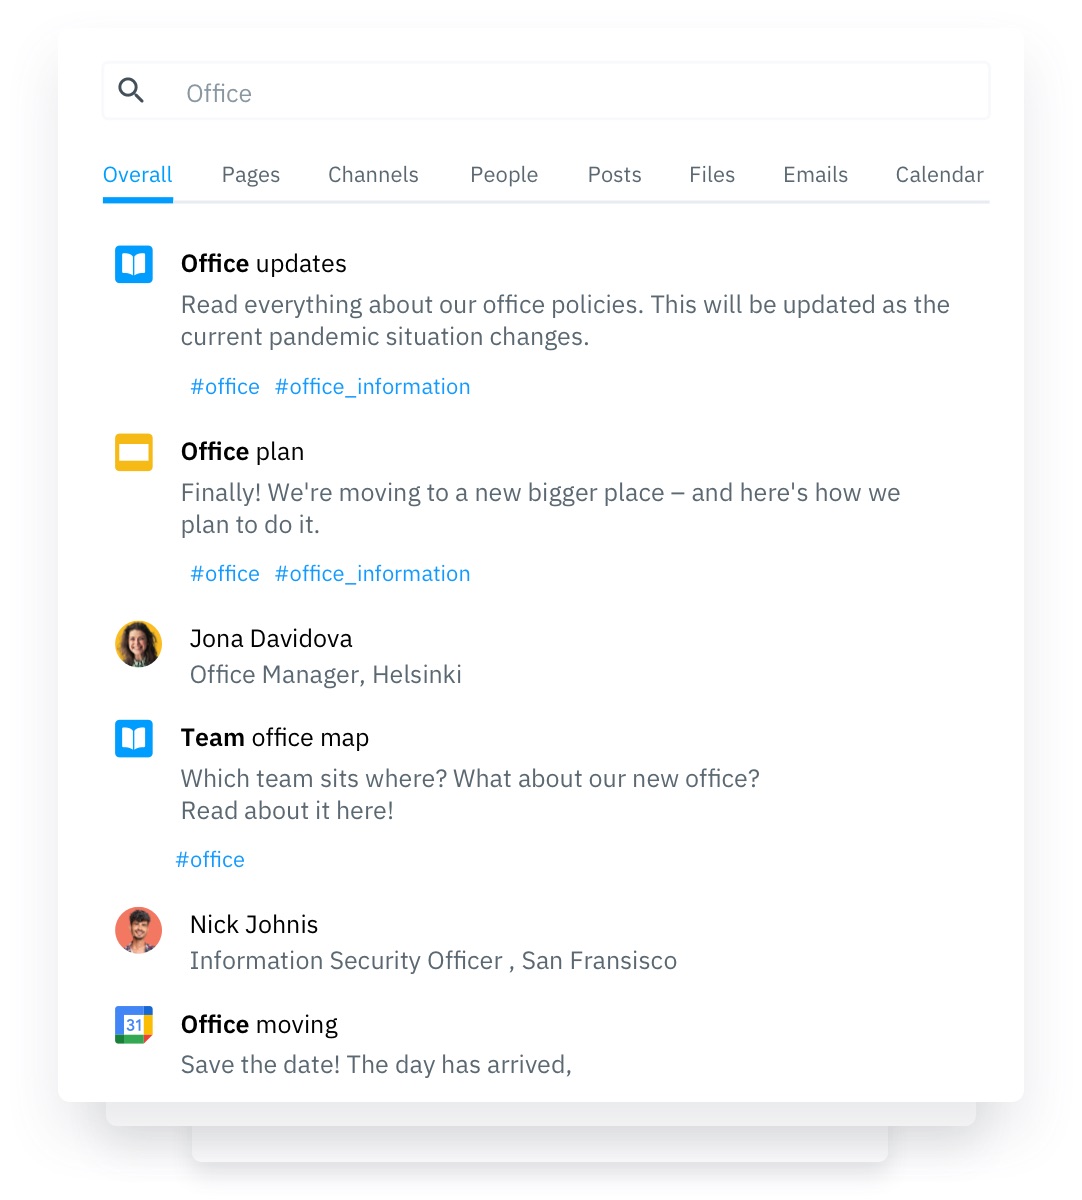 Office
Overall Pages Channels People Posts Files Emails Calendar
Office updates
Read everything about our office policies. This will be updated as the
current pandemic situation changes.
#office #office_information
Office plan
Finally! We're moving to a new bigger place – and here's how we
plan to do it.
#office #office_information
Jona Davidova
Office Manager, Helsinki
Team office map
Which team sits where? What about our new office?
Read about it here!
#office
Nick Johnis
Information Security Officer , San Fransisco
31
Office moving
Save the date! The day has arrived,